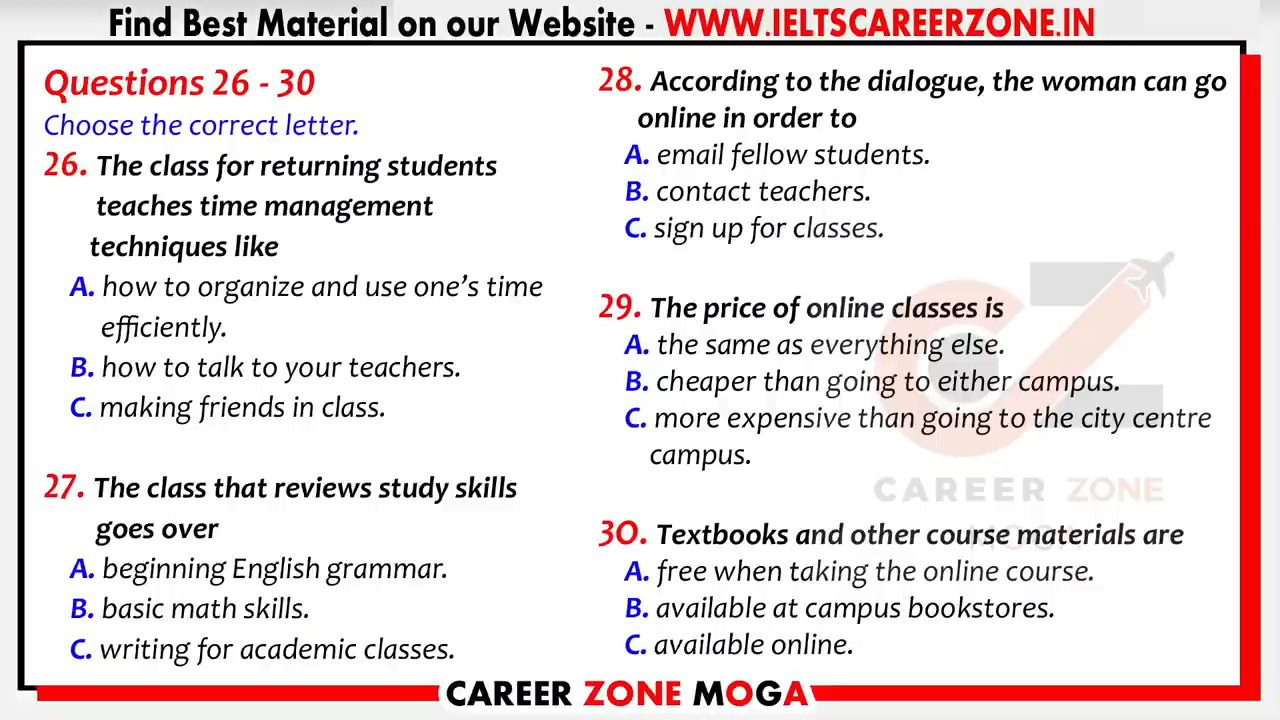 Find Best Material on our Website - WWW.IELTSCAREERZONE.IN
Questions 26 - 30
Choose the correct letter.
26. The class for returning students
teaches time management
techniques like
A. how to organize and use one's time
efficiently.
B. how to talk to your teachers.
C. making friends in class.
27. The class that reviews study skills
goes over
A. beginning English grammar.
B. basic math skills.
C. writing for academic classes.
28. According to the dialogue, the woman can go
online in order to
A. email fellow students.
B. contact teachers.
C. sign up for classes.
29. The price of online classes is
A. the same as everything else.
B. cheaper than going to either campus.
C. more expensive than going to the city centre
campus.
30. Textbooks and other course materials are
A. free when taking the online course.
B. available at campus bookstores.
C. available online.
CAREER ZONE
MOGA
CAREER ZONE MOGA